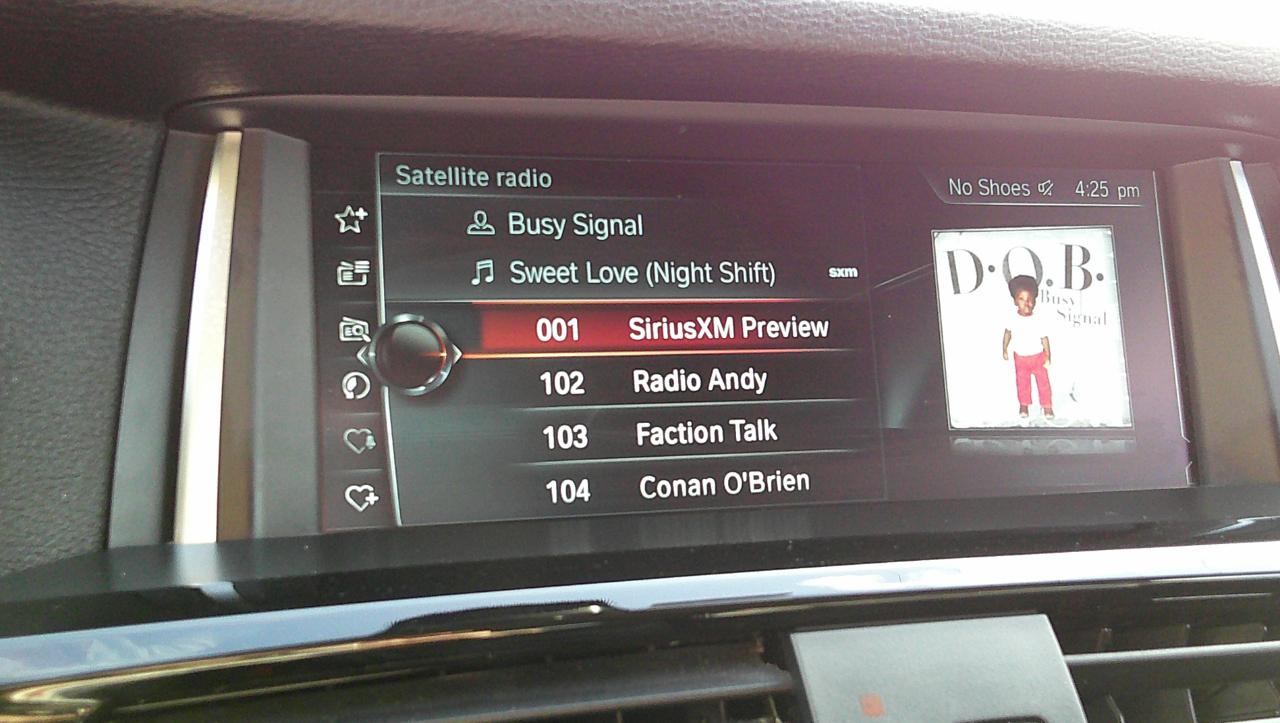 Satellite radio
No Shoes 4:25 pm
Busy Signal
Sweet Love (Night Shift) sxm
001 SiriusXM Preview
102 Radio Andy
103 Faction Talk
104 Conan O'Brien
D.O.B.
Busy
Signal